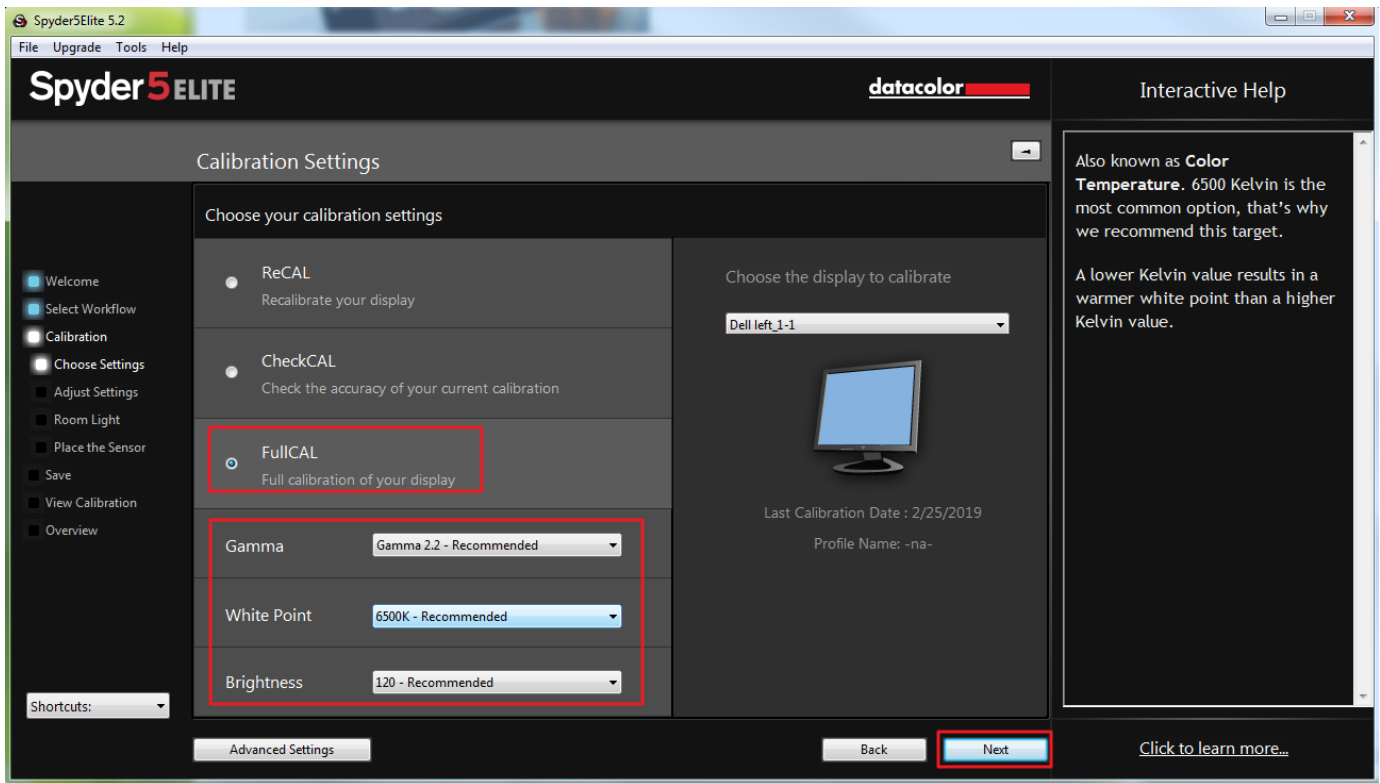 Spyder5Elite 5.2
File Upgrade Tools Help
Spyder5ELITE
datacolor
Interactive Help
Calibration Settings
Choose your calibration settings
Welcome
Select Workflow
Calibration
Choose Settings
Adjust Settings
Room Light
Place the Sensor
Save
View Calibration
Overview
Shortcuts:
ReCAL
Recalibrate your display
CheckCAL
Check the accuracy of your current calibration
FullCAL
Full calibration of your display
Gamma
Gamma 2.2 - Recommended
White Point
6500K - Recommended
Brightness
120 - Recommended
Choose the display to calibrate
Dell left_1-1
Last Calibration Date : 2/25/2019
Profile Name: -na-
Also known as Color
Temperature. 6500 Kelvin is the
most common option, that's why
we recommend this target.
A lower Kelvin value results in a
warmer white point than a higher
Kelvin value.
Advanced Settings
Back
Next
Click to learn more...